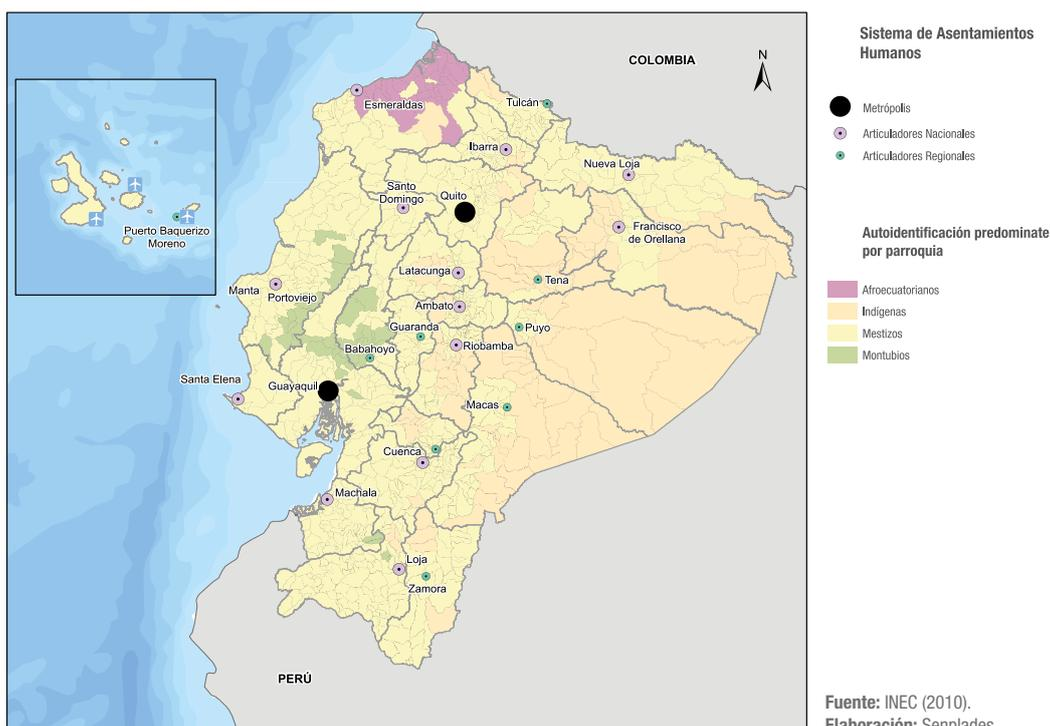 COLOMBIA
N
Esmeraldas
Tulcán
Ibarra
Nueva Loja
Santo
Domingo
Quito
Francisco
de Orellana
Puerto Baquerizo
Moreno
Latacunga
Tena
Manta
Portoviejo
Ambato
Guaranda
Puyo
Babahoyo
Riobamba
Santa Elena
Guayaquil
Macas
Cuenca
Machala
Loja
Zamora
PERÚ
Sistema de Asentamientos
Humanos
Metrópolis
Articuladores Nacionales
Articuladores Regionales
Autoidentificación predominate
por parroquia
Afroecuatorianos
Indígenas
Mestizos
Montubios
Fuente: INEC (2010).
Elaboración: Senplades